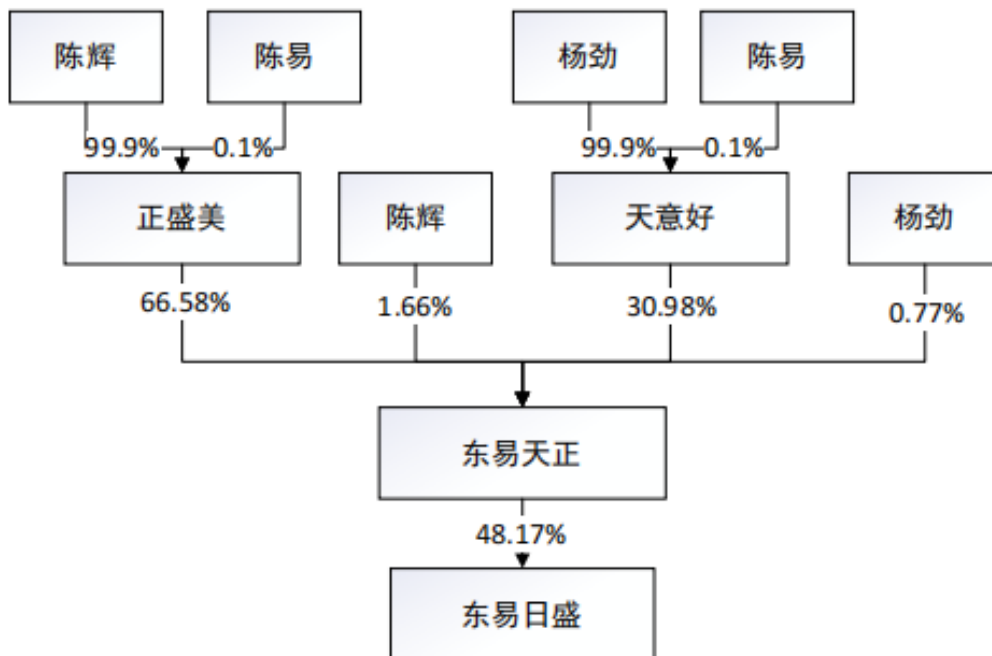 陈辉
陈易
杨劲
陈易
99.9%
0.1%
99.9%
0.1%
正盛美
陈辉
天意好
杨劲
66.58%
1.66%
30.98%
0.77%
东易天正
48.17%
东易日盛